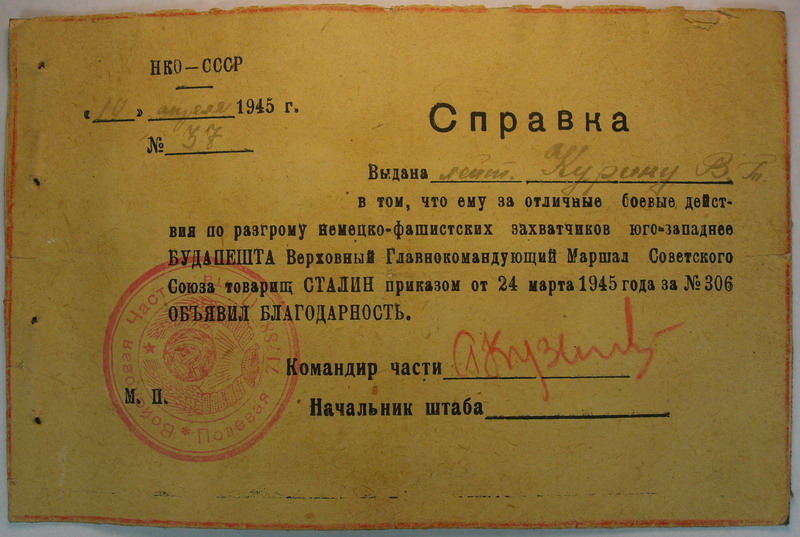 НКО–СССР
«10» апреля 1945 г.
№ 37
Справка
Выдана лейт. Курину В. Т.
в том, что ему за отличные боевые дейст-
вия по разгрому немецко-фашистских захватчиков юго-западнее
БУДАПЕШТА Верховный Главнокомандующий Маршал Советского
Союза товарищ СТАЛИН приказом от 24 марта 1945 года за № 306
ОБЪЯВИЛ БЛАГОДАРНОСТЬ.
Командир части
М. П.
Начальник штаба
Полевая